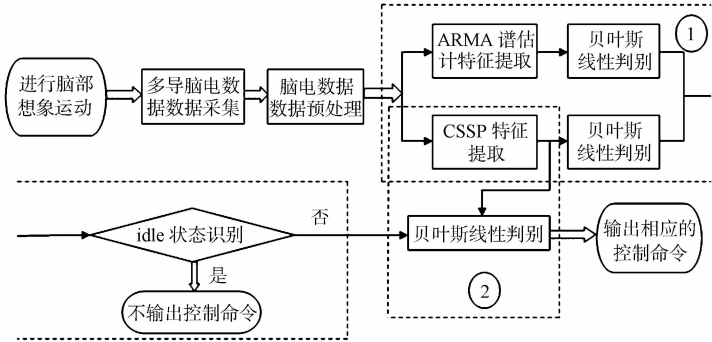 进行脑部
想象运动
多导脑电数
据数据采集
脑电数据
数据预处理
ARMA 谱估
计特征提取
贝叶斯
线性判别
1
CSSP 特征
提取
贝叶斯
线性判别
idle 状态识别
否
是
不输出控制命令
贝叶斯线性判别
2
输出相应的
控制命令